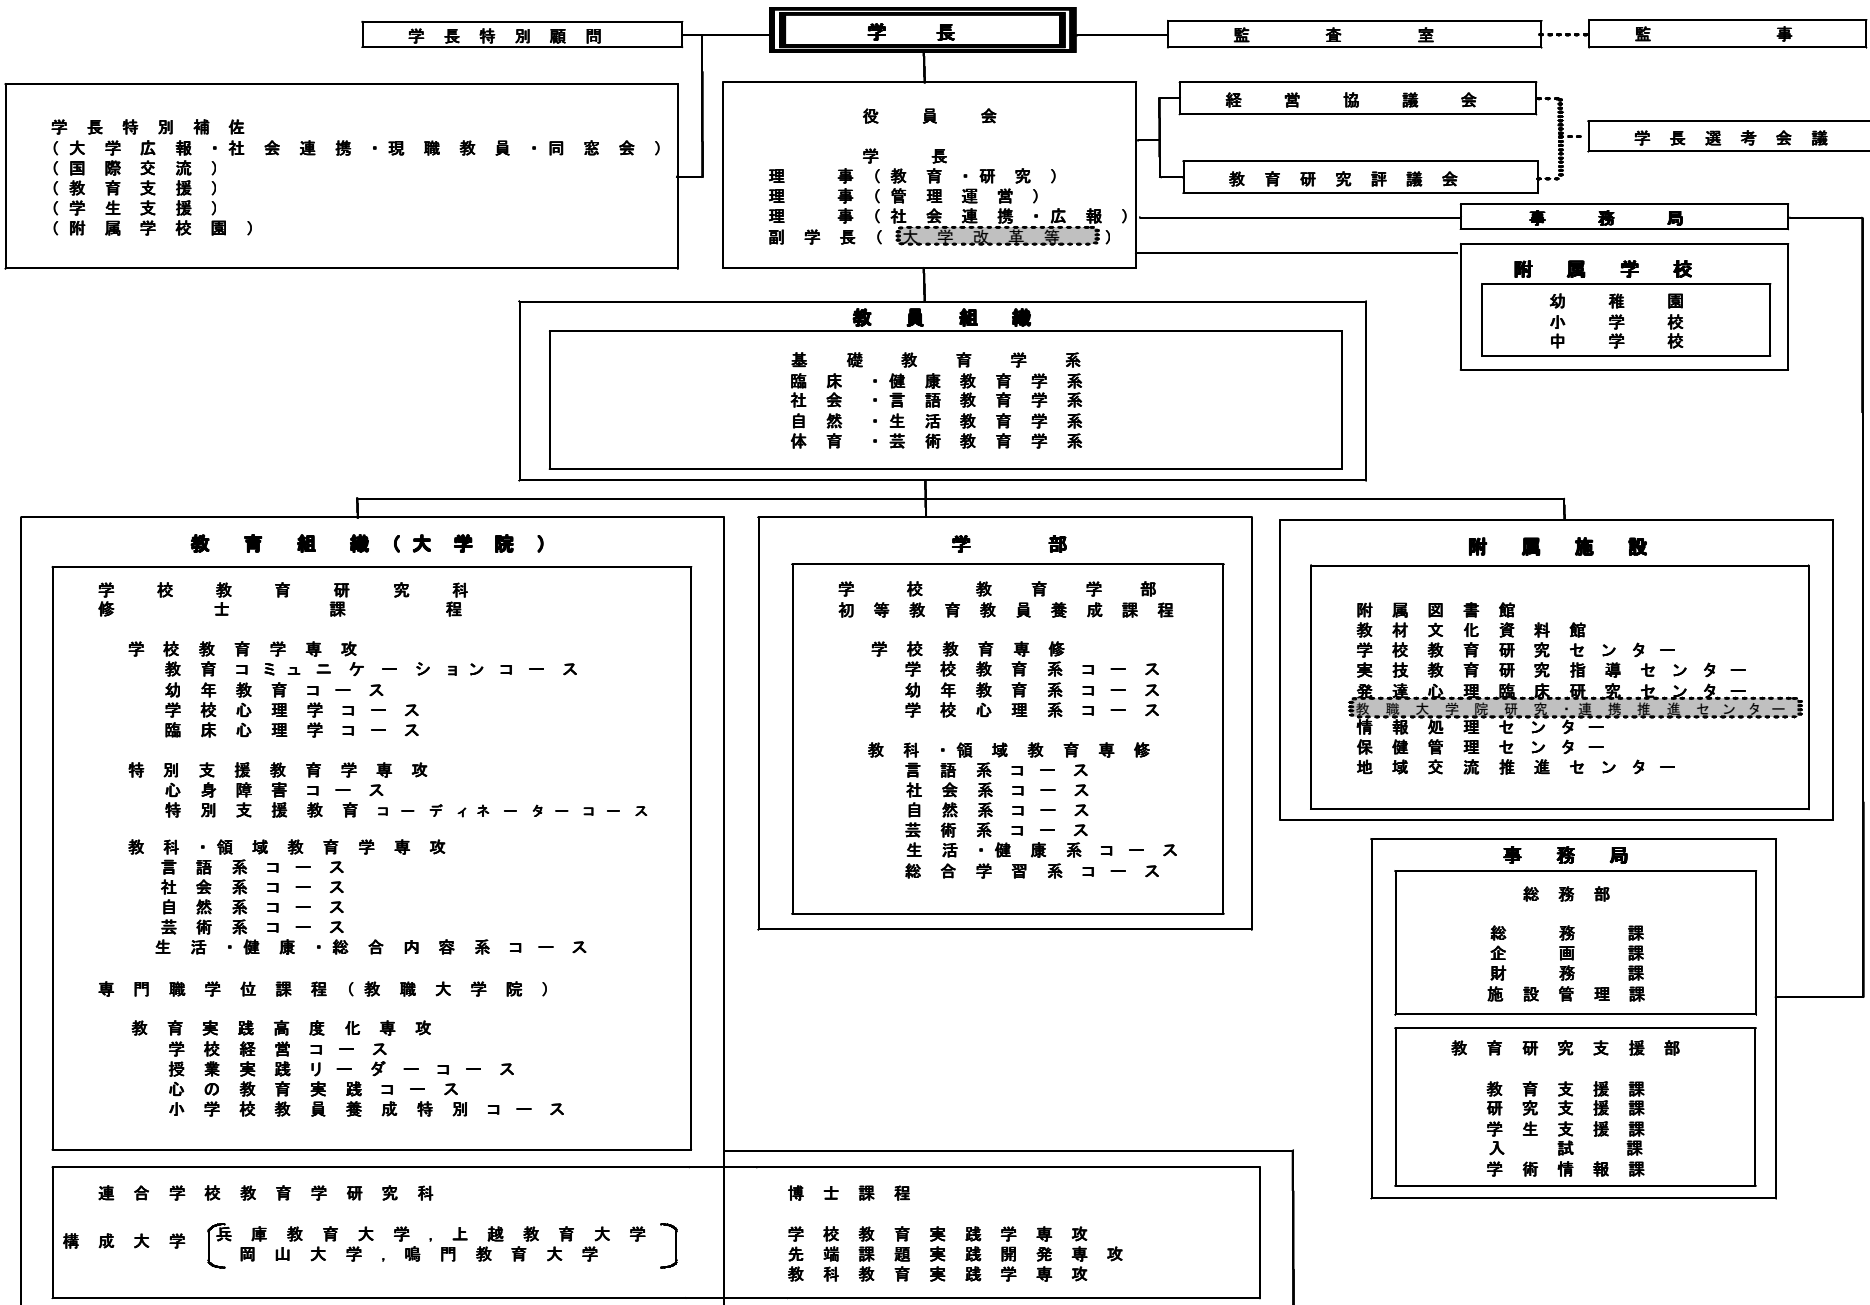 学長特別顧問
学長
監査室
監事
学長特別補佐
(大学広報・社会連携・現職教員・同窓会)
(国際交流)
(教育支援)
(学生支援)
(附属学校園)
役員会
学長
理事(教育・研究)
理事(管理運営)
理事(社会連携・広報)
副学長(大学改革等)
経営協議会
教育研究評議会
学長選考会議
事務局
附属学校
幼稚園
小学校
中学校
教員組織
基礎教育学系
臨床・健康教育学系
社会・言語教育学系
自然・生活教育学系
体育・芸術教育学系
教育組織(大学院)
学校教育研究科
修士課程
学校教育学専攻
教育コミュニケーションコース
幼年教育コース
学校心理学コース
臨床心理学コース
特別支援教育学専攻
心身障害コース
特別支援教育コーディネーターコース
教科・領域教育学専攻
言語系コース
社会系コース
自然系コース
芸術系コース
生活・健康・総合内容系コース
専門職学位課程(教職大学院)
教育実践高度化専攻
学校経営コース
授業実践リーダーコース
心の教育実践コース
小学校教員養成特別コース
学部
学校教育学部
初等教育教員養成課程
学校教育専修
学校教育系コース
幼年教育系コース
学校心理系コース
教科・領域教育専修
言語系コース
社会系コース
自然系コース
芸術系コース
生活・健康系コース
総合学習系コース
附属施設
附属図書館
教材文化資料館
学校教育研究センター
実技教育研究指導センター
発達心理臨床研究センター
教職大学院研究・連携推進センター
情報処理センター
保健管理センター
地域交流推進センター
事務局
総務部
総務課
企画課
財務課
施設管理課
教育研究支援部
教育支援課
研究支援課
学生支援課
入試課
学術情報課
連合学校教育学研究科
構成大学
兵庫教育大学,上越教育大学
岡山大学,鳴門教育大学
博士課程
学校教育実践学専攻
先端課題実践開発専攻
教科教育実践学専攻